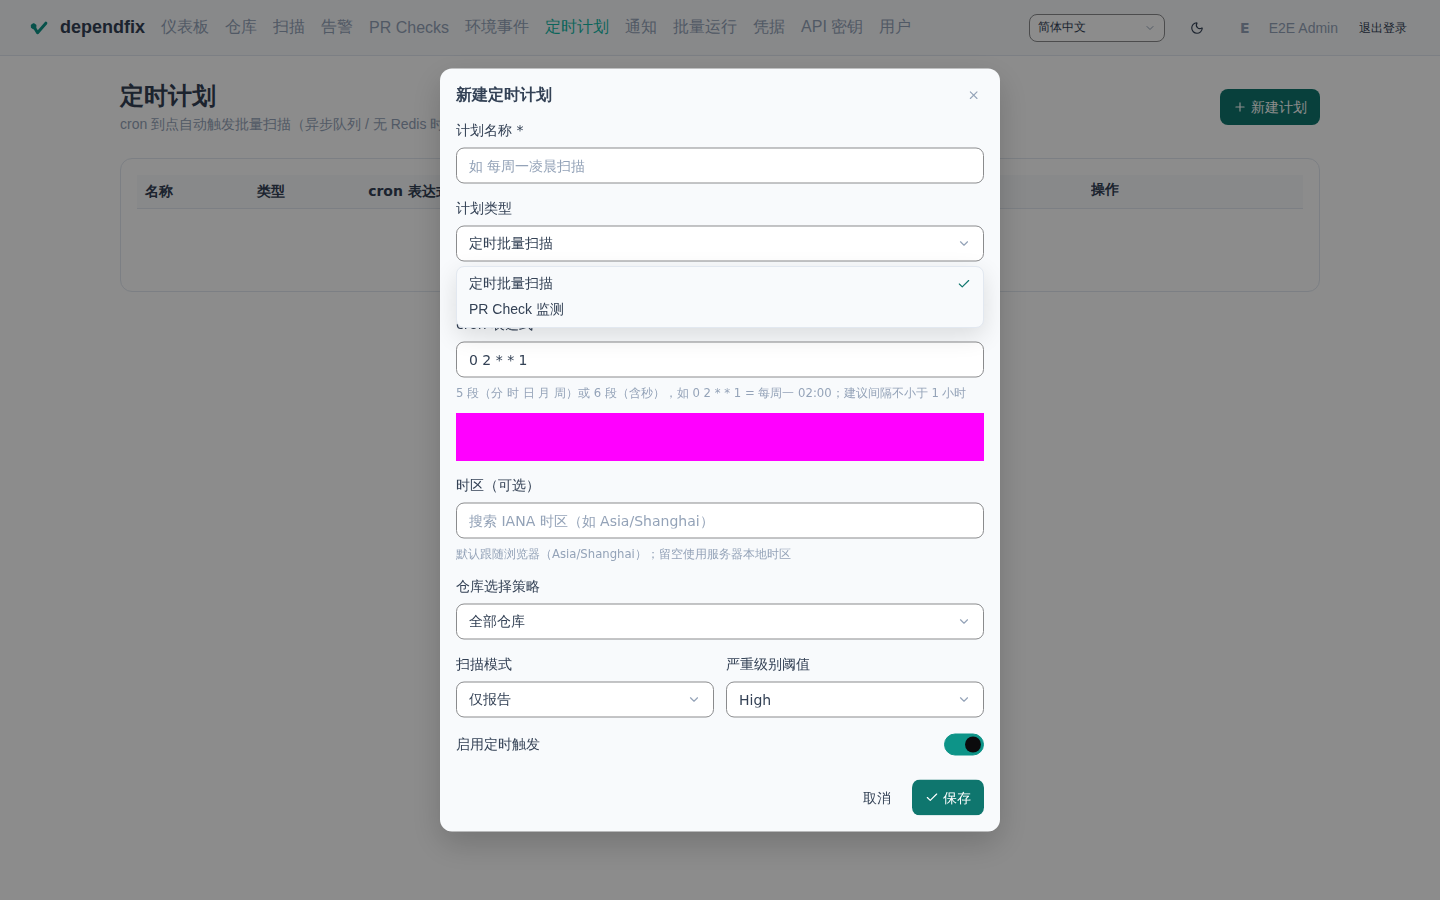 dependfix 仪表板 仓库 扫描 告警 PR Checks 环境事件 定时计划 通知 批量运行 凭据 API 密钥 用户 简体中文 E E2E Admin 退出登录
定时计划
新建计划
cron 到点自动触发批量扫描（异步队列 / 无 Redis 时
名称 类型 cron 表达式 操作
新建定时计划
计划名称 *
如 每周一凌晨扫描
计划类型
定时批量扫描
定时批量扫描
PR Check 监测
cron 表达式
0 2 * * 1
5 段（分 时 日 月 周）或 6 段（含秒），如 0 2 * * 1 = 每周一 02:00；建议间隔不小于 1 小时
时区（可选）
搜索 IANA 时区（如 Asia/Shanghai）
默认跟随浏览器（Asia/Shanghai）；留空使用服务器本地时区
仓库选择策略
全部仓库
扫描模式 严重级别阈值
仅报告 High
启用定时触发
取消 保存